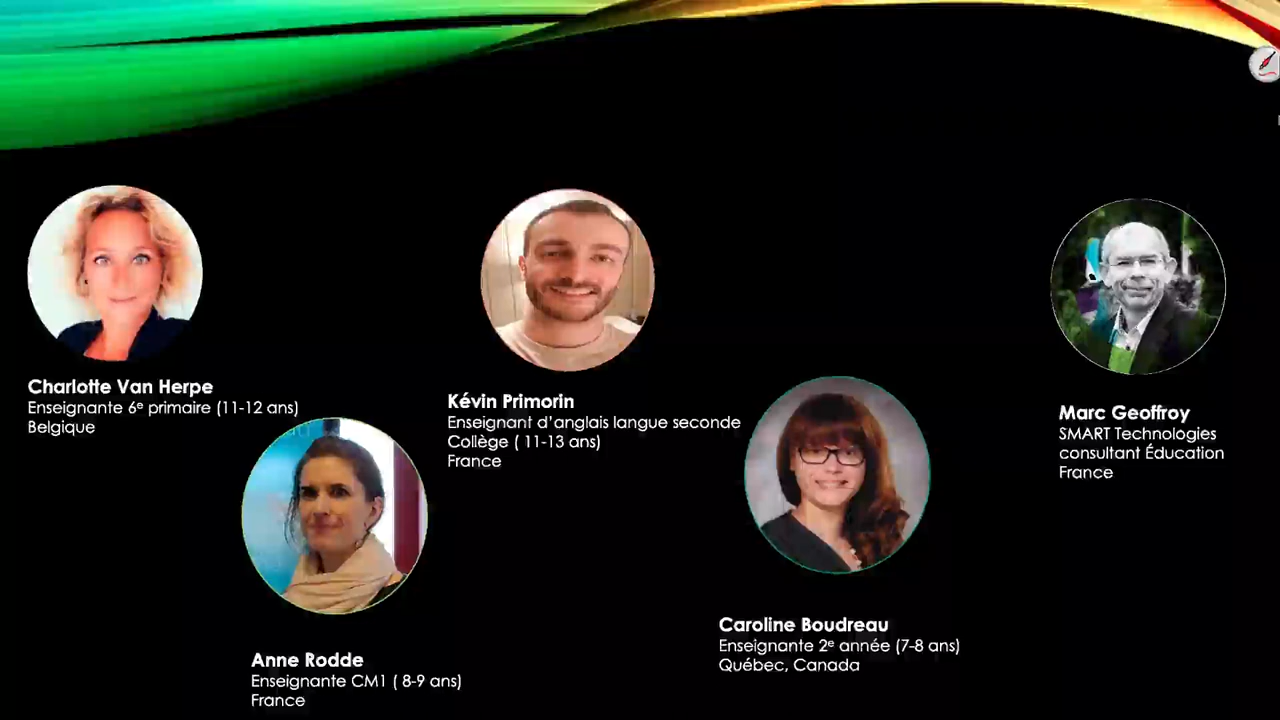 Charlotte Van Herpe
Enseignante 6e primaire (11-12 ans)
Belgique
Anne Rodde
Enseignante CM1 ( 8-9 ans)
France
Kévin Primorin
Enseignant d’anglais langue seconde
Collège ( 11-13 ans)
France
Caroline Boudreau
Enseignante 2e année (7-8 ans)
Québec, Canada
Marc Geoffroy
SMART Technologies
consultant Éducation
France